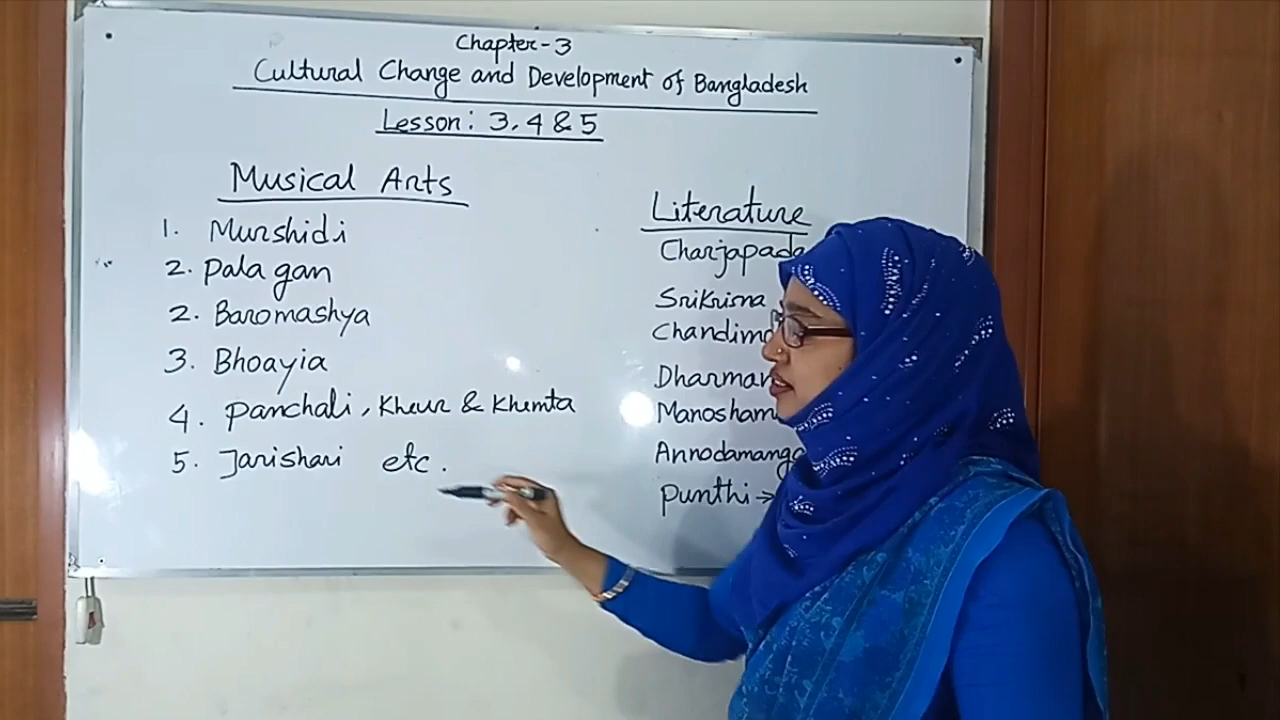 Chapter-3
Cultural Change and Development of Bangladesh
Lesson: 3, 4 & 5
Musical Arts
1. Murshidi
2. Pala gan
2. Baromashya
3. Bhoayia
4. Panchali, Kheur & Khemta
5. Jarishari etc.
Literature
Charjapada
SriKrisna
Punthi →